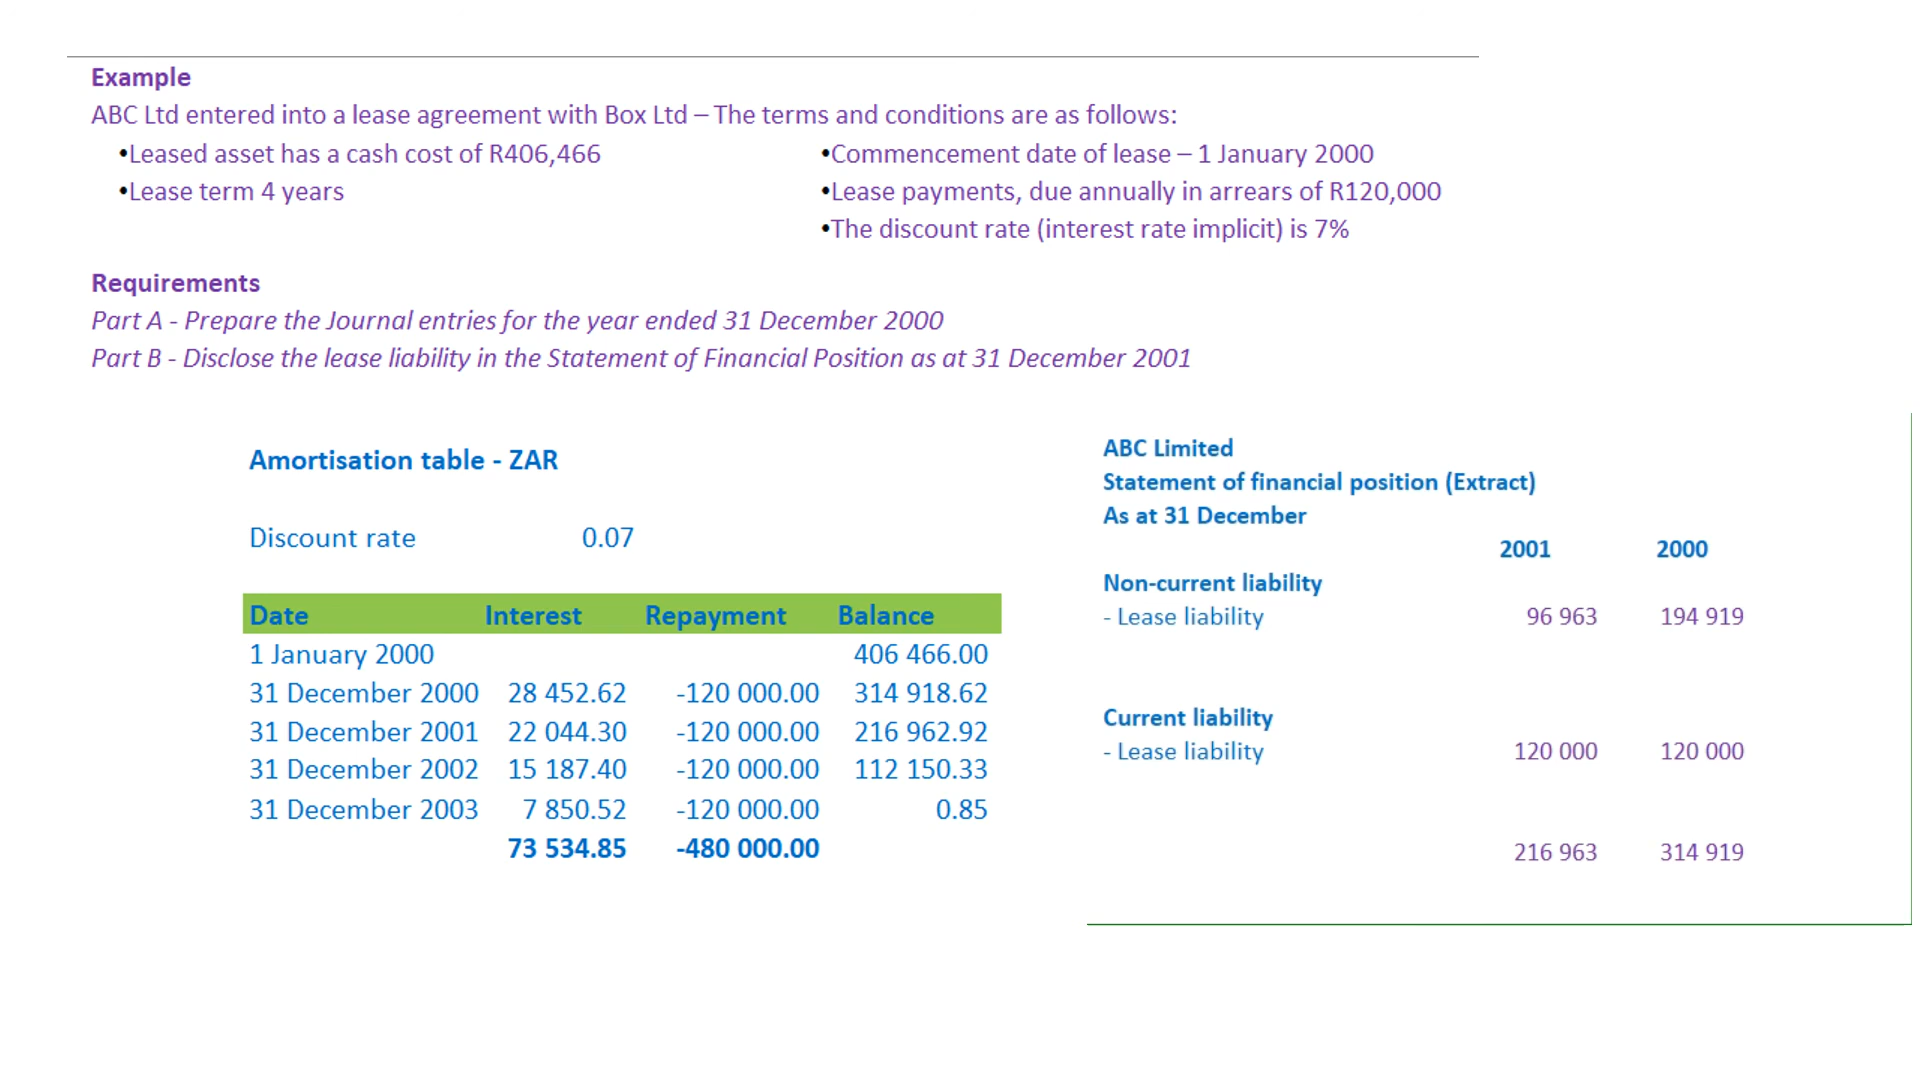 Example
ABC Ltd entered into a lease agreement with Box Ltd – The terms and conditions are as follows:
•Leased asset has a cash cost of R406,466
•Lease term 4 years
•Commencement date of lease – 1 January 2000
•Lease payments, due annually in arrears of R120,000
•The discount rate (interest rate implicit) is 7%
Requirements
Part A - Prepare the Journal entries for the year ended 31 December 2000
Part B - Disclose the lease liability in the Statement of Financial Position as at 31 December 2001
Amortisation table - ZAR
Discount rate 0.07
Date Interest Repayment Balance
1 January 2000 406 466.00
31 December 2000 28 452.62 -120 000.00 314 918.62
31 December 2001 22 044.30 -120 000.00 216 962.92
31 December 2002 15 187.40 -120 000.00 112 150.33
31 December 2003 7 850.52 -120 000.00 0.85
73 534.85 -480 000.00
ABC Limited
Statement of financial position (Extract)
As at 31 December
2001 2000
Non-current liability
- Lease liability 96 963 194 919
Current liability
- Lease liability 120 000 120 000
216 963 314 919